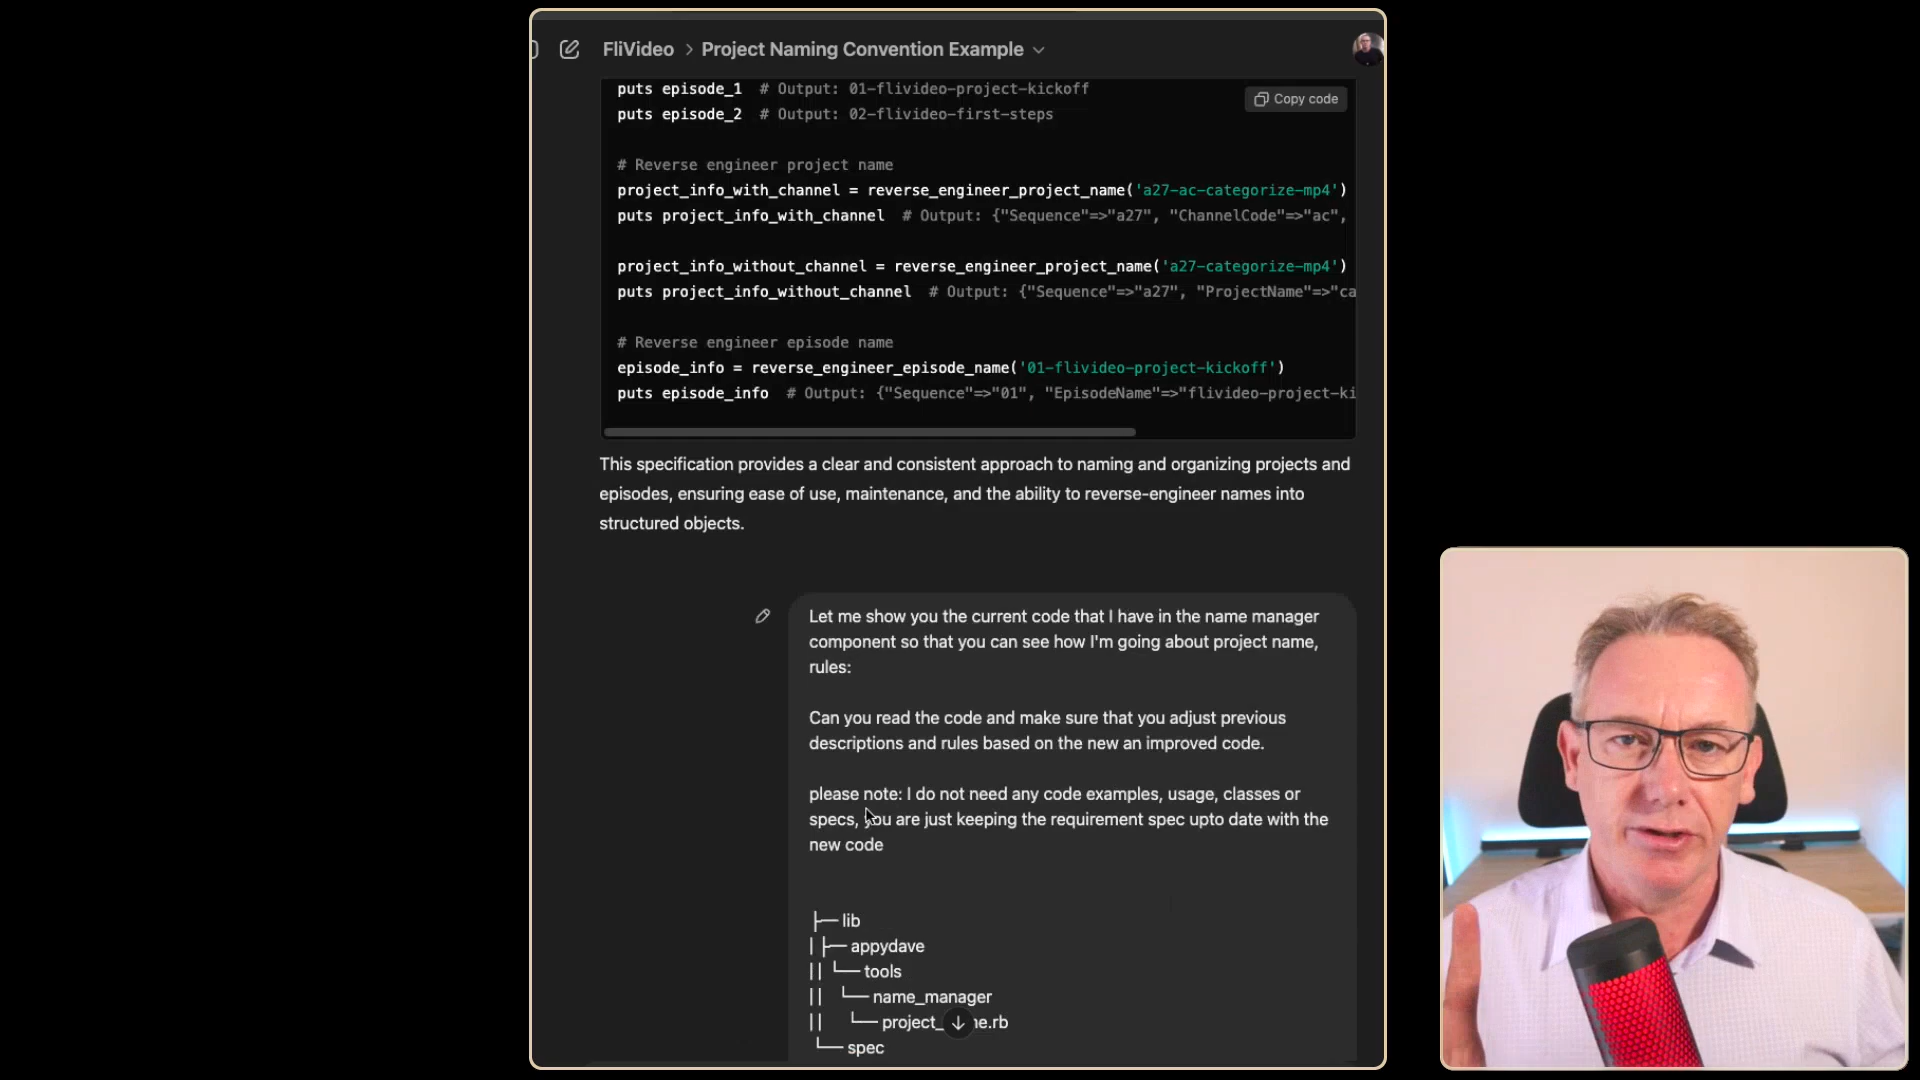 FliVideo > Project Naming Convention Example
puts episode_1 # Output: 01-flivideo-project-kickoff
Copy code
puts episode_2 # Output: 02-flivideo-first-steps
# Reverse engineer project name
project_info_with_channel = reverse_engineer_project_name('a27-ac-categorize-mp4')
puts project_info_with_channel # Output: {"Sequence"=>"a27", "ChannelCode"=>"ac",
project_info_without_channel = reverse_engineer_project_name('a27-categorize-mp4')
puts project_info_without_channel # Output: {"Sequence"=>"a27", "ProjectName"=>"ca
# Reverse engineer episode name
episode_info = reverse_engineer_episode_name('01-flivideo-project-kickoff')
puts episode_info # Output: {"Sequence"=>"01", "EpisodeName"=>"flivideo-project-ki
This specification provides a clear and consistent approach to naming and organizing projects and
episodes, ensuring ease of use, maintenance, and the ability to reverse-engineer names into
structured objects.
Let me show you the current code that I have in the name manager
component so that you can see how I'm going about project name,
rules:
Can you read the code and make sure that you adjust previous
descriptions and rules based on the new an improved code.
please note: I do not need any code examples, usage, classes or
specs, you are just keeping the requirement spec upto date with the
new code
├── lib
│ ├── appydave
││ └── tools
││ └── name_manager
││ └── project_ me.rb
└── spec